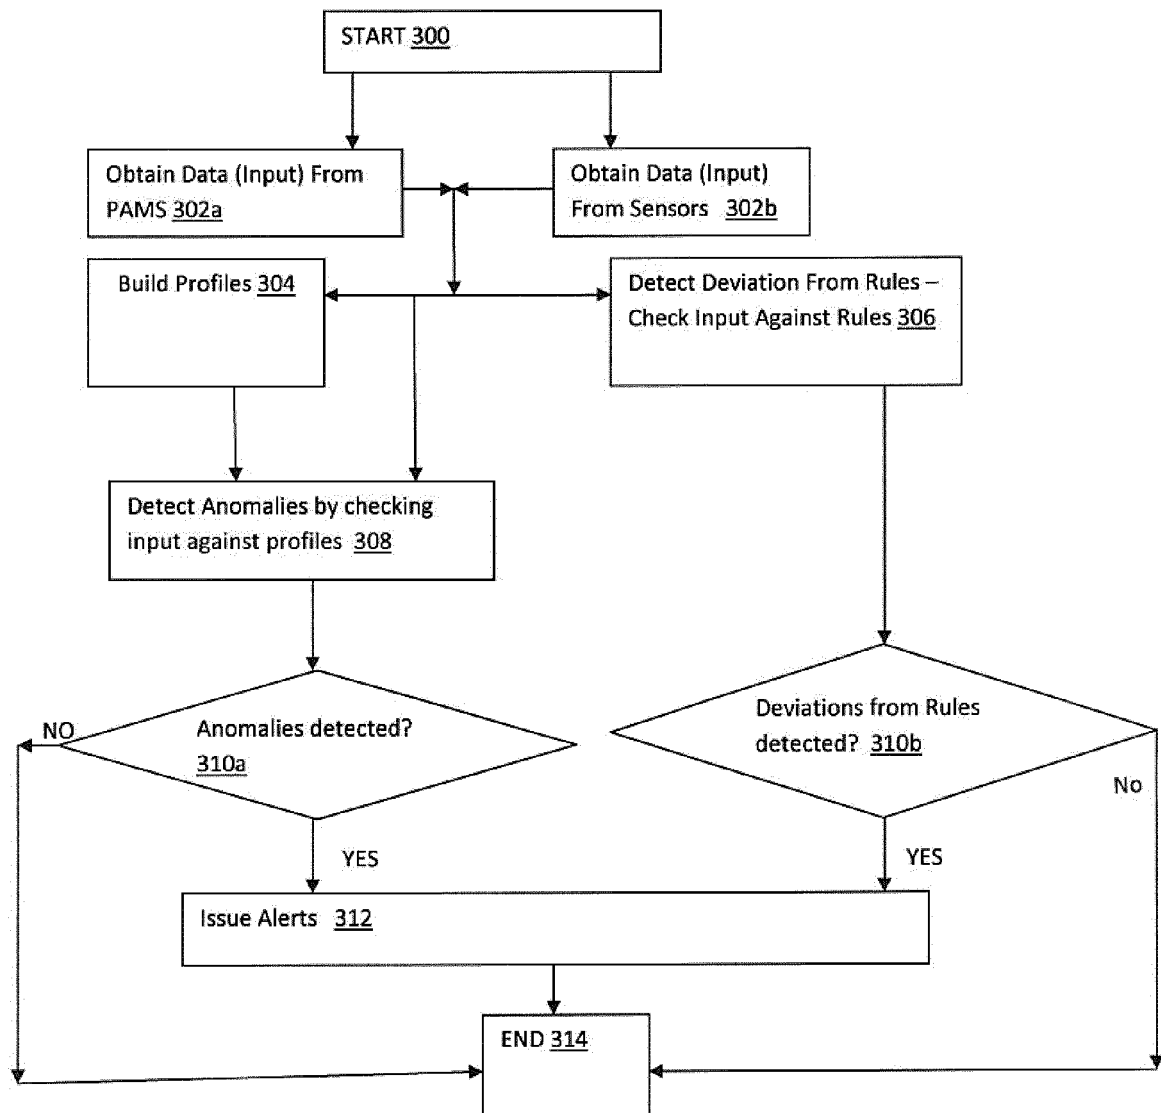 START 300
Obtain Data (Input) From
PAMS 302a
Obtain Data (Input)
From Sensors 302b
Build Profiles 304
Detect Deviation From Rules –
Check Input Against Rules 306
Detect Anomalies by checking
input against profiles 308
NO
Anomalies detected?
310a
Deviations from Rules
detected? 310b
No
YES
YES
Issue Alerts 312
END 314